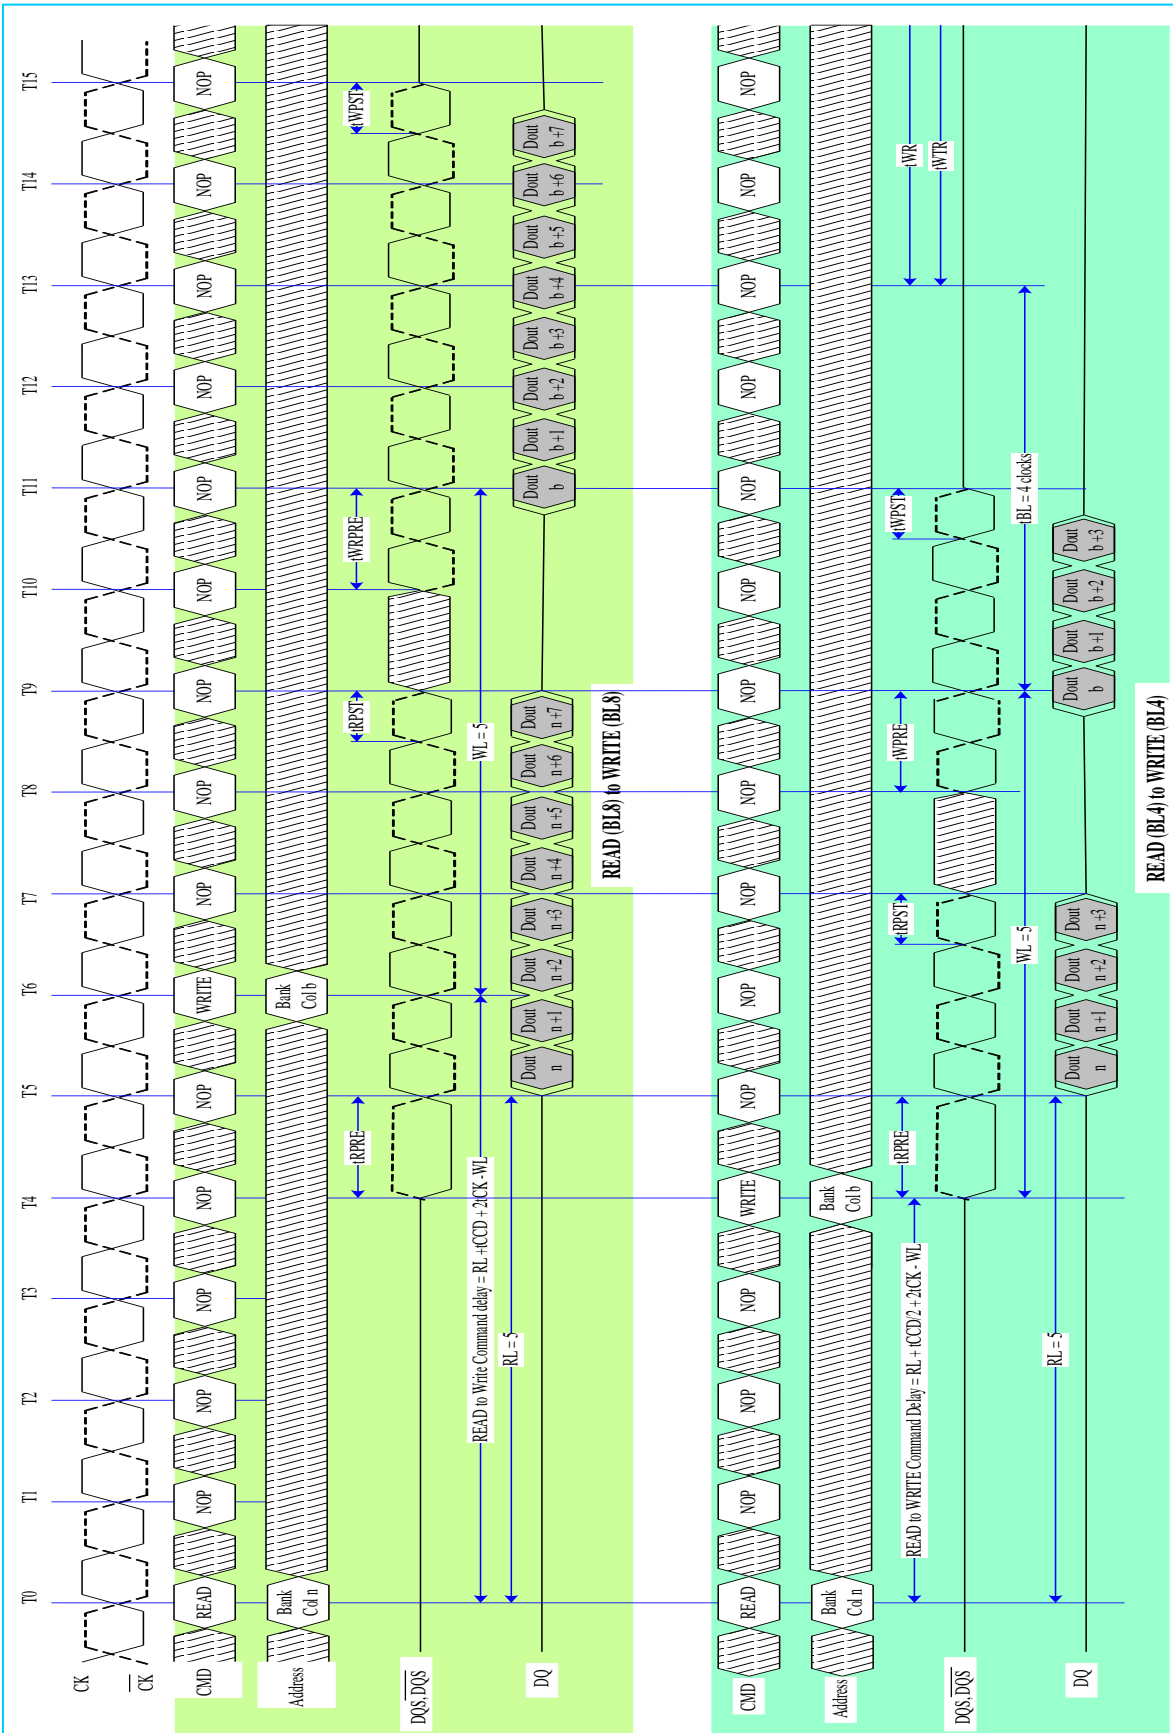 T0 T1 T2 T3 T4 T5 T6 T7 T8 T9 T10 T11 T12 T13 T14 T15
CK
CK
CMD READ NOP NOP NOP NOP NOP WRITE NOP NOP NOP NOP NOP NOP NOP NOP NOP
Address Bank Col n Bank Col b
tRPRE tRPST tWRPRE tWPST
DQS, DQS
READ to Write Command delay = RL +tCCD + 2tCK -WL WL = 5
RL = 5
DQ Dout n Dout n+1 Dout n+2 Dout n+3 Dout n+4 Dout n+5 Dout n+6 Dout n+7 Dout b Dout b+1 Dout b+2 Dout b+3 Dout b+4 Dout b+5 Dout b+6 Dout b+7
READ (BL8) to WRITE (BL8)
CMD READ NOP NOP NOP WRITE NOP NOP NOP NOP NOP NOP NOP NOP NOP NOP NOP
Address Bank Col n Bank Col b
tRPRE tRPST tWPRE tWPST
READ to WRITE Command Delay = RL + tCCD/2 + 2tCK - WL tWR
tWTR
DQS, DQS
WL = 5 tBL = 4 clocks
RL = 5
DQ Dout n Dout n+1 Dout n+2 Dout n+3 Dout b Dout b+1 Dout b+2 Dout b+3
READ (BL4) to WRITE (BL4)